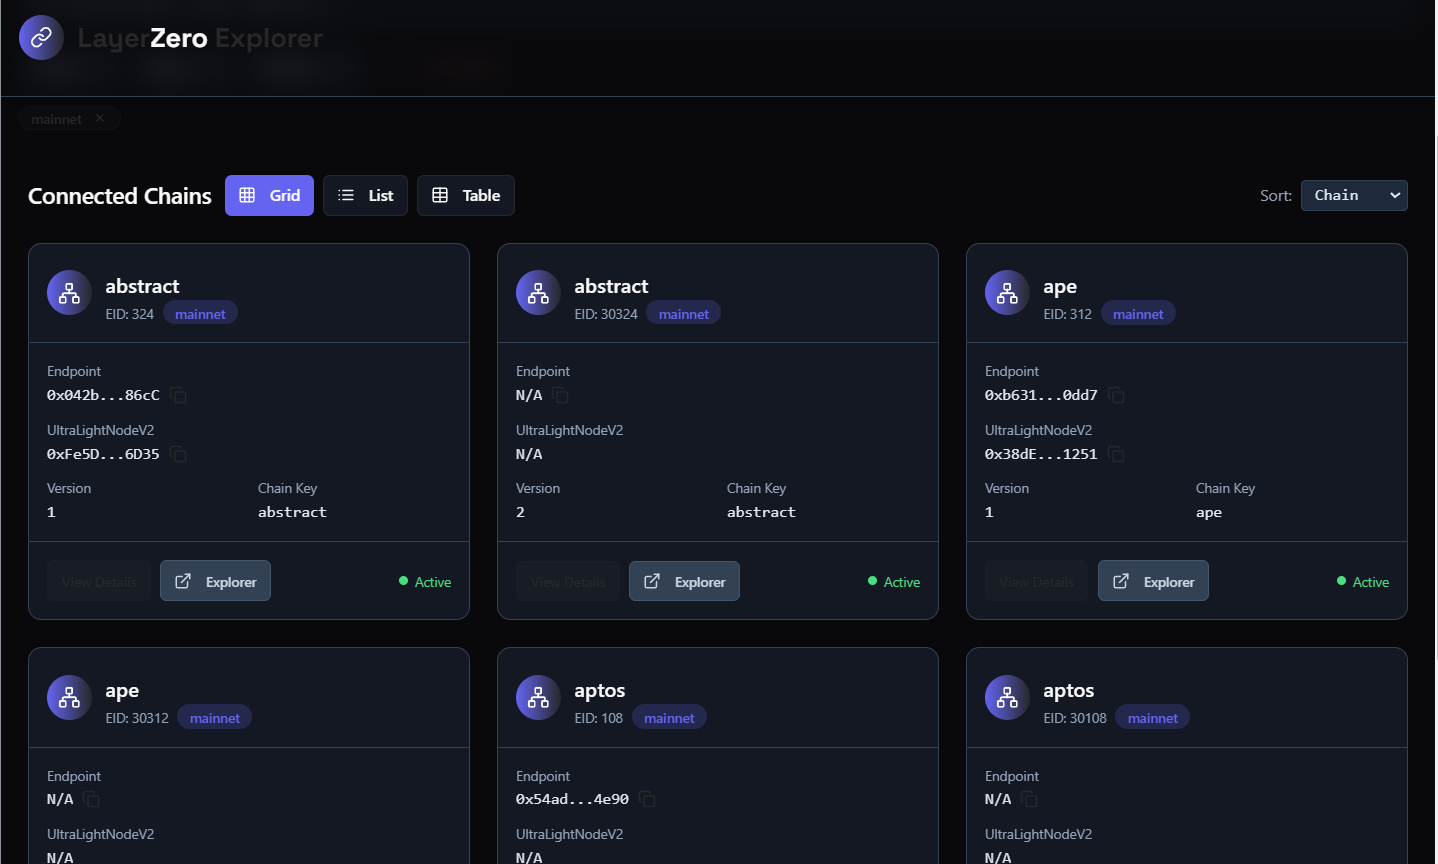 LayerZero Explorer
mainnet ×
Connected Chains Grid List Table Sort: Chain
abstract
EID: 324 mainnet
Endpoint
0x042b...86cC
UltraLightNodeV2
0xFe5D...6D35
Version Chain Key
1 abstract
View Details Explorer Active
abstract
EID: 30324 mainnet
Endpoint
N/A
UltraLightNodeV2
N/A
Version Chain Key
2 abstract
View Details Explorer Active
ape
EID: 312 mainnet
Endpoint
0xb631...0dd7
UltraLightNodeV2
0x38dE...1251
Version Chain Key
1 ape
View Details Explorer Active
ape
EID: 30312 mainnet
Endpoint
N/A
UltraLightNodeV2
N/A
aptos
EID: 108 mainnet
Endpoint
0x54ad...4e90
UltraLightNodeV2
N/A
aptos
EID: 30108 mainnet
Endpoint
N/A
UltraLightNodeV2
N/A